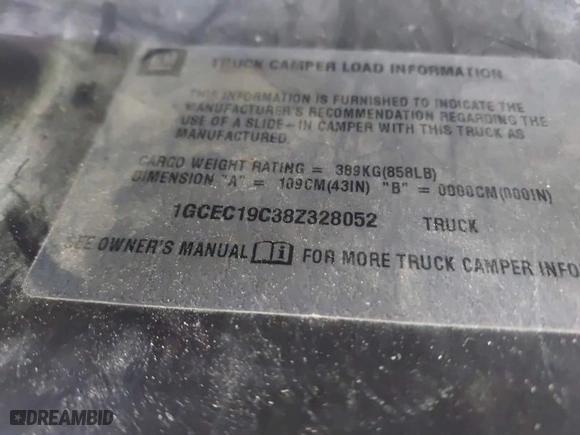 TRUCK CAMPER LOAD INFORMATION
THIS INFORMATION IS FURNISHED TO INDICATE THE
MANUFACTURER'S RECOMMENDATION REGARDING THE
USE OF A SLIDE-IN CAMPER WITH THIS TRUCK AS
MANUFACTURED.
CARGO WEIGHT RATING = 389KG(858LB)
DIMENSION "A" = 109CM(43IN) "B" = 0000CM(000IN)
1GCEC19C38Z328052 TRUCK
SEE OWNER'S MANUAL FOR MORE TRUCK CAMPER INFO
DREAMBID